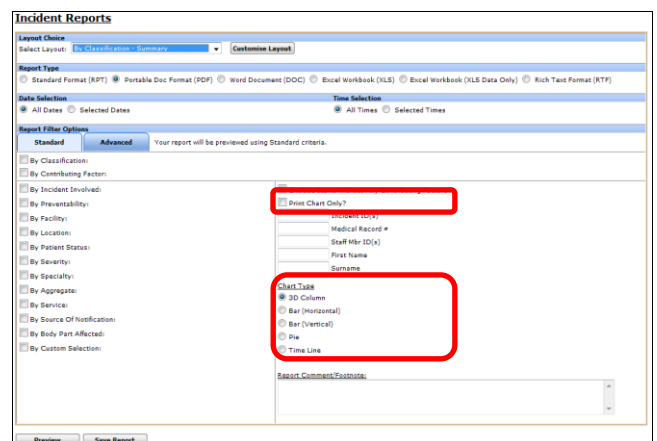 Incident Reports
Layout Choice
Select Layout: By Classification - Summary Customise Layout
Report Type
Standard Format (RPT) Portable Doc Format (PDF) Word Document (DOC) Excel Workbook (XLS) Excel Workbook (XLS Data Only) Rich Text Format (RTF)
Date Selection Time Selection
All Dates Selected Dates All Times Selected Times
Report Filter Options
Standard Advanced Your report will be previewed using Standard criteria.
By Classification:
By Contributing Factor:
By Incident Involved:
By Preventability:
By Facility:
By Location:
By Patient Status:
By Severity:
By Specialty:
By Aggregate:
By Service:
By Source Of Notification:
By Body Part Affected:
By Custom Selection:
Print Chart Only?
Incident ID(s)
Medical Record #
Staff Mbr ID(s)
First Name
Surname
Chart Type
3D Column
Bar (Horizontal)
Bar (Vertical)
Pie
Time Line
Report Comment/Footnote:
Preview Save Report